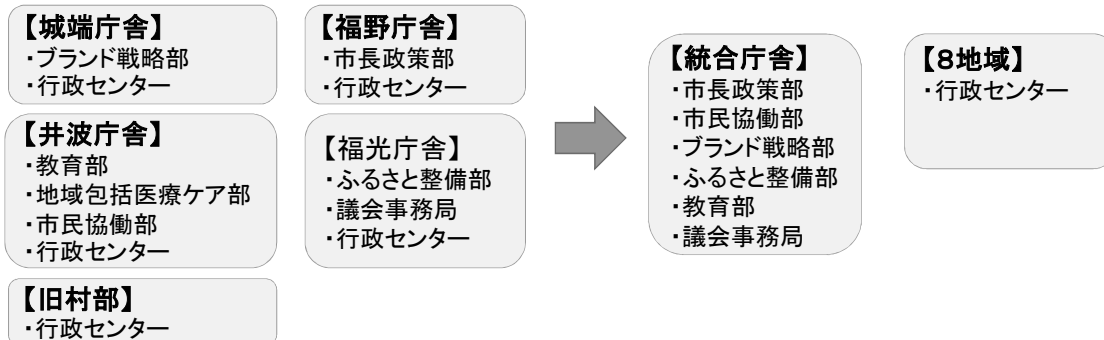 【城端庁舎】
・ブランド戦略部
・行政センター
【福野庁舎】
・市長政策部
・行政センター
【井波庁舎】
・教育部
・地域包括医療ケア部
・市民協働部
・行政センター
【福光庁舎】
・ふるさと整備部
・議会事務局
・行政センター
【旧村部】
・行政センター
【統合庁舎】
・市長政策部
・市民協働部
・ブランド戦略部
・ふるさと整備部
・教育部
・議会事務局
【8地域】
・行政センター